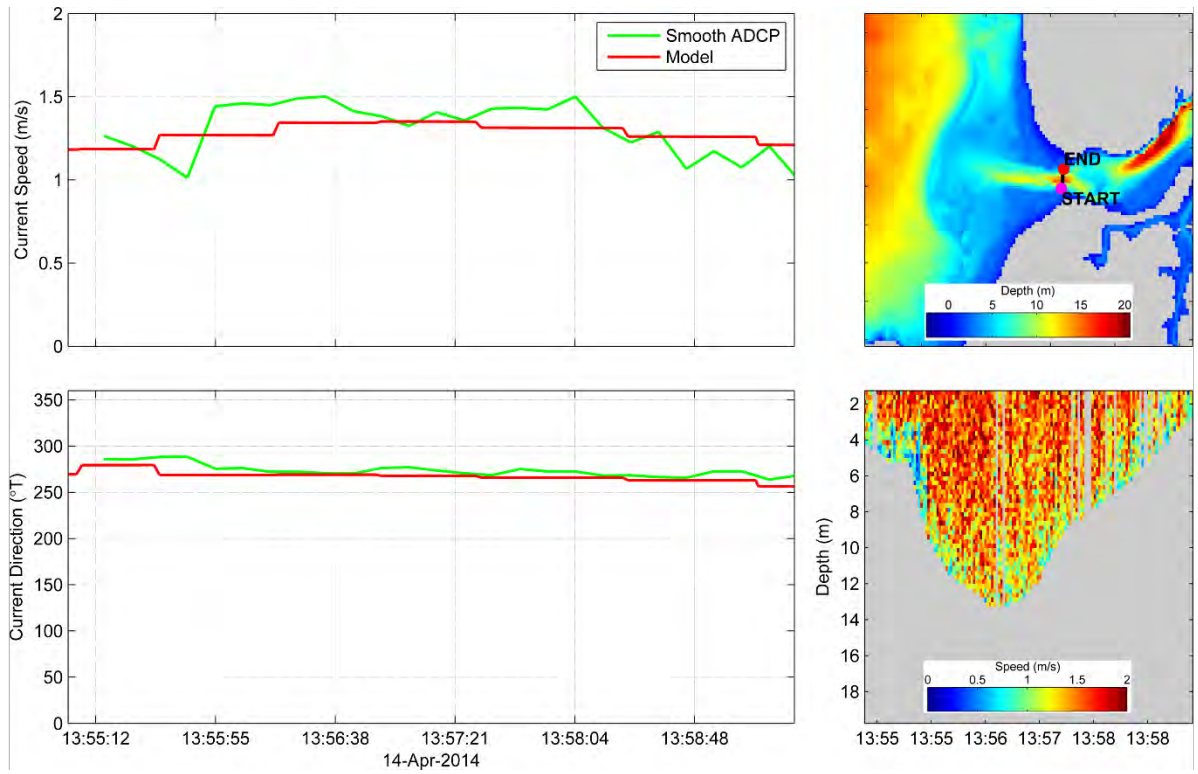 2
1.5
1
0.5
0
Current Speed (m/s)
Smooth ADCP
Model
END
START
Depth (m)
0 5 10 15 20
350
300
250
200
150
100
50
0
Current Direction (°T)
13:55:12 13:55:55 13:56:38 13:57:21 13:58:04 13:58:48
14-Apr-2014
2
4
6
8
10
12
14
16
18
Depth (m)
Speed (m/s)
0 0.5 1 1.5 2
13:55 13:55 13:56 13:57 13:58 13:58